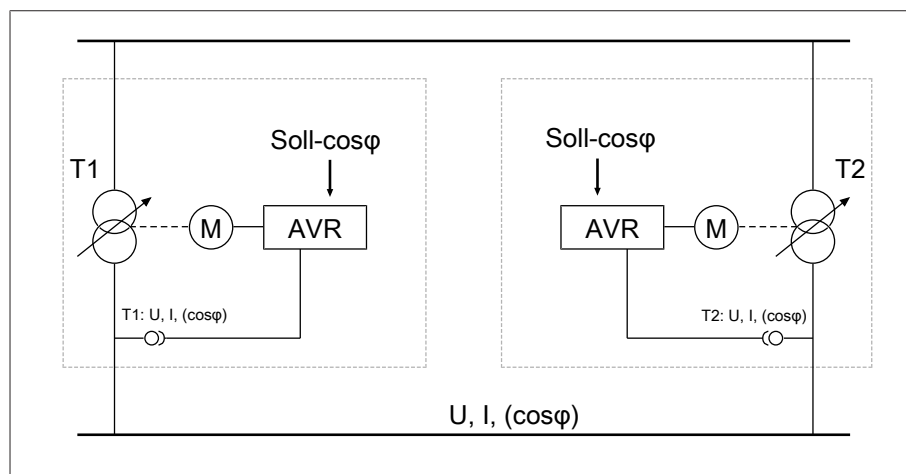 Soll-cosφ
Soll-cosφ
T1
T2
M
AVR
AVR
M
T1: U, I, (cosφ)
T2: U, I, (cosφ)
U, I, (cosφ)